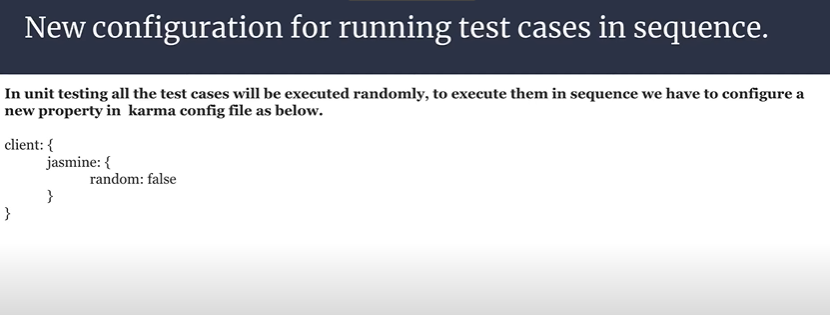 New configuration for running test cases in sequence.
In unit testing all the test cases will be executed randomly, to execute them in sequence we have to configure a
new property in karma config file as below.
client: {
jasmine: {
random: false
}
}